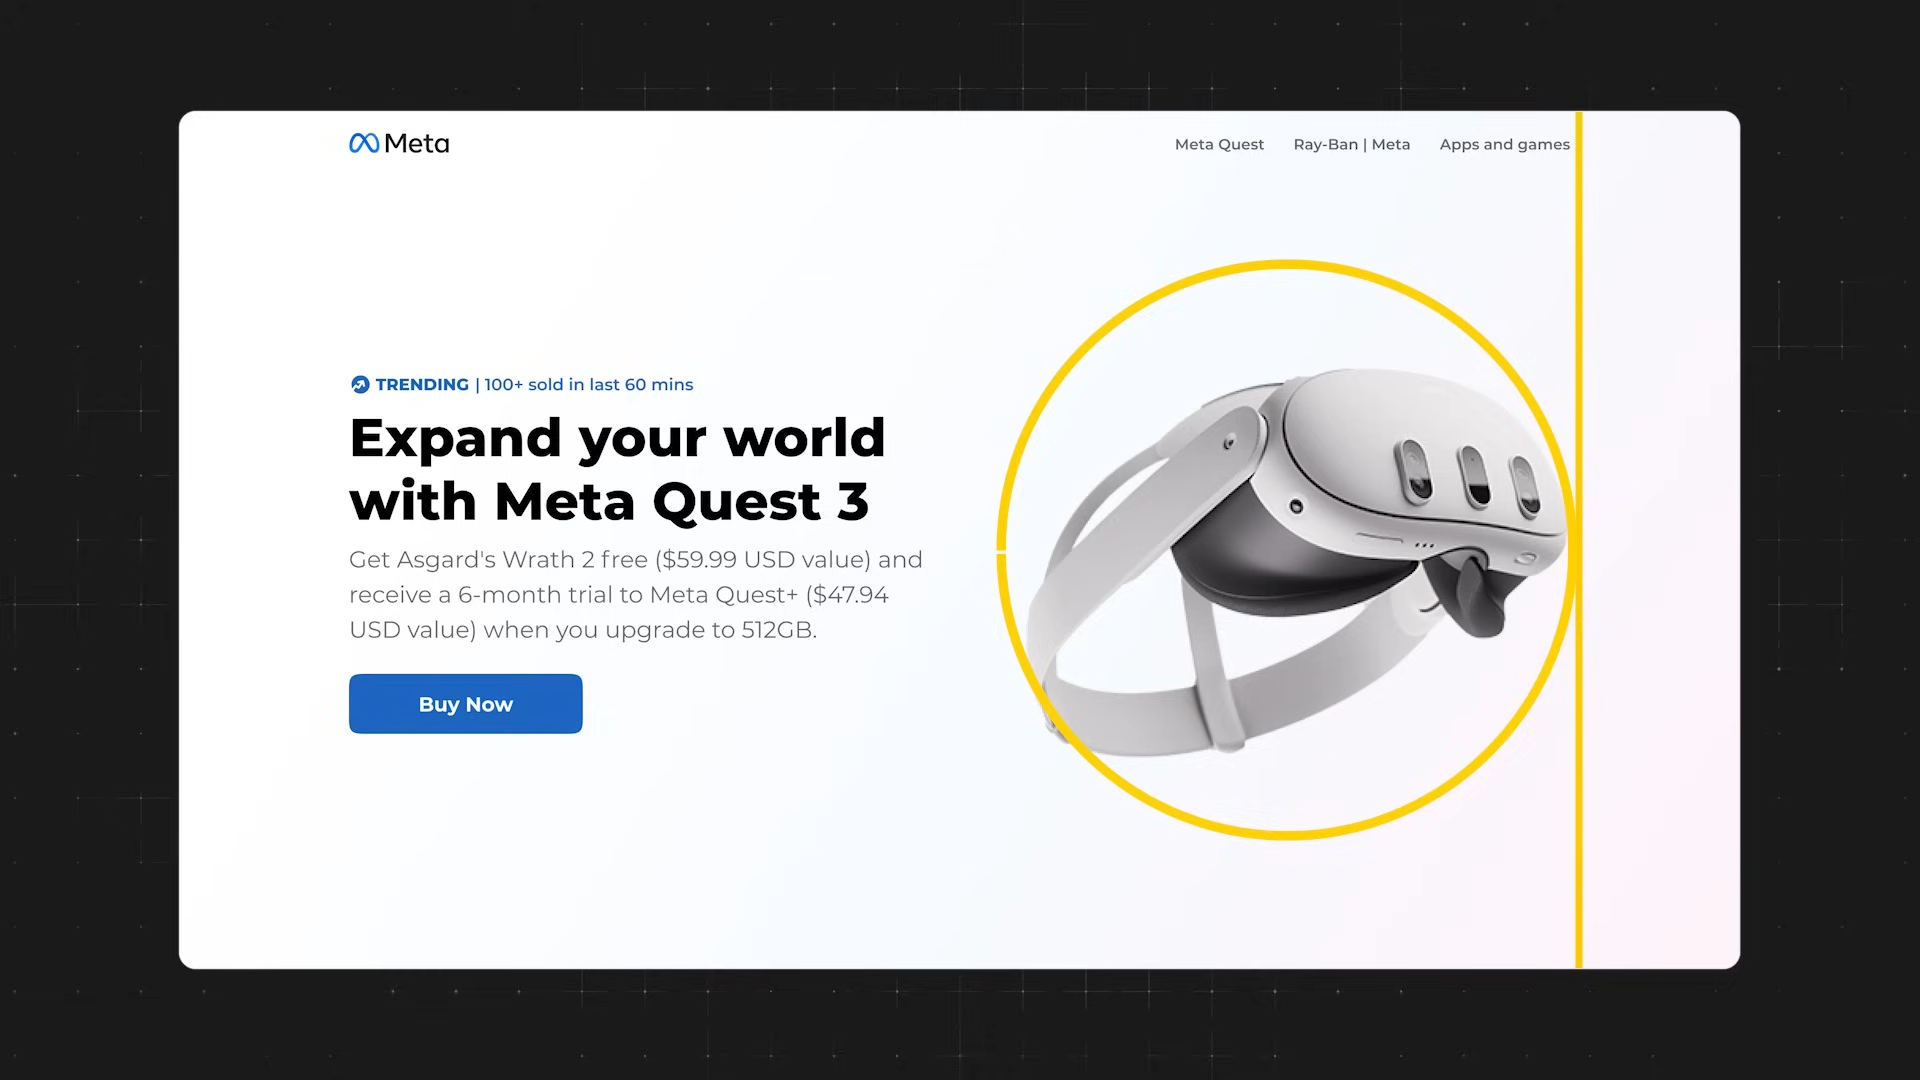 Meta
Meta Quest
Ray-Ban | Meta
Apps and games
TRENDING | 100+ sold in last 60 mins
Expand your world
with Meta Quest 3
Get Asgard's Wrath 2 free ($59.99 USD value) and
receive a 6-month trial to Meta Quest+ ($47.94
USD value) when you upgrade to 512GB.
Buy Now